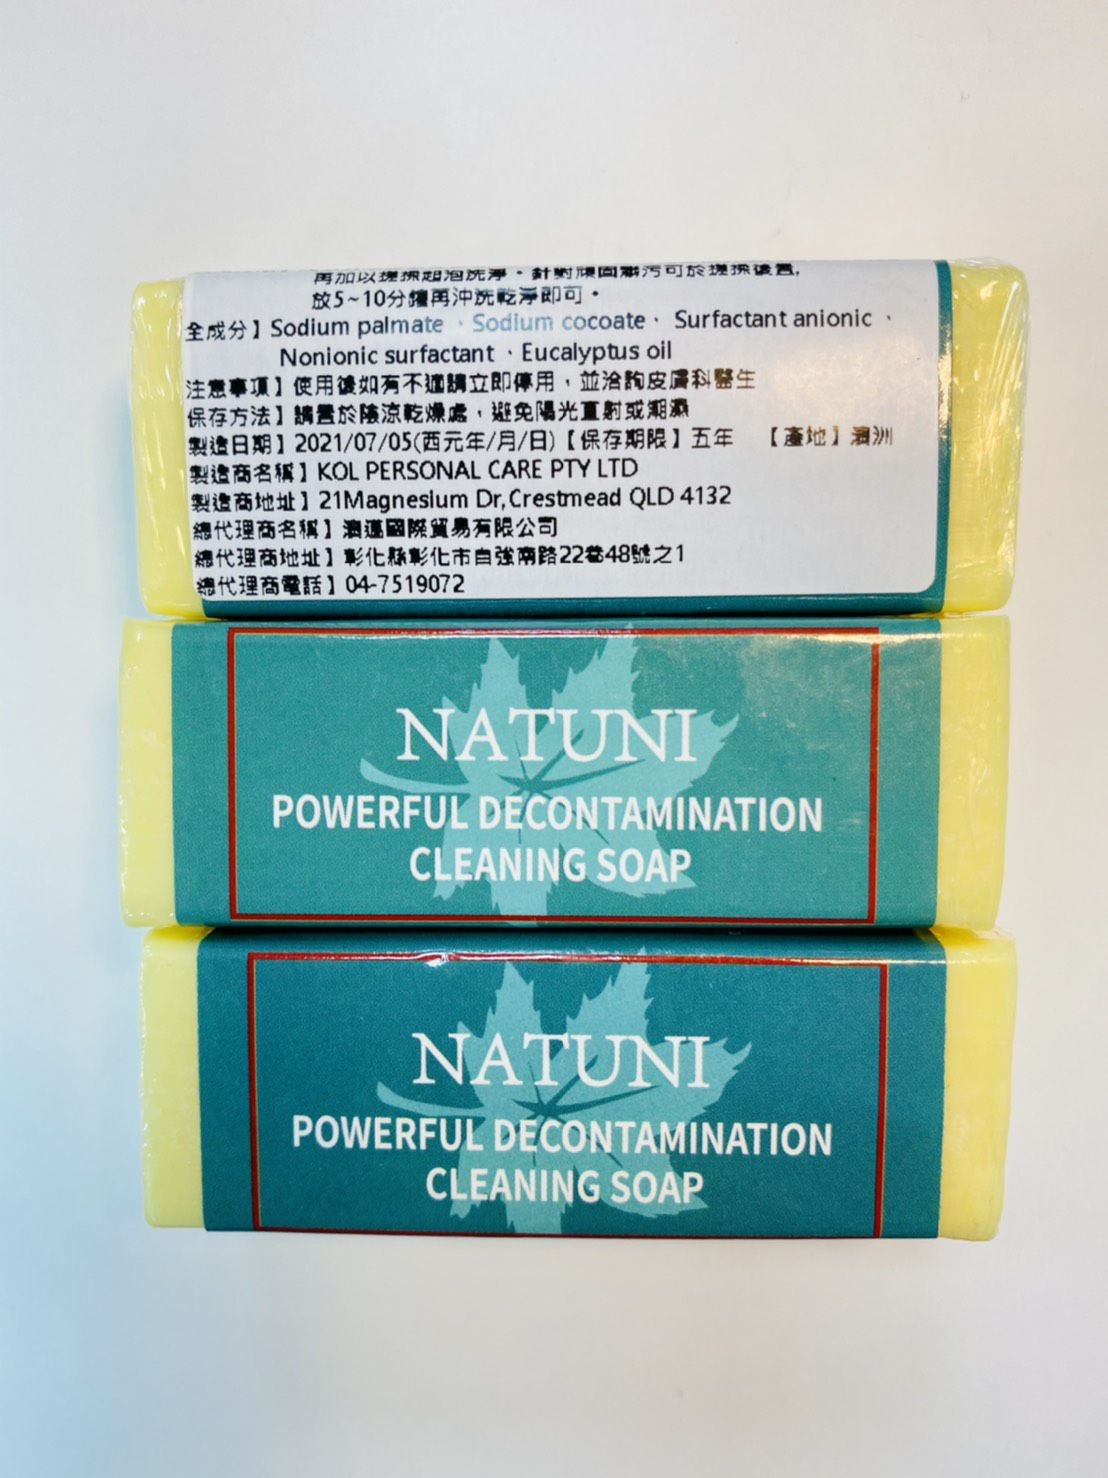 再加以搓揉起泡洗淨。針對頑固髒污可於搓揉後置,
放5~10分鐘再沖洗乾淨即可。
全成分】Sodium palmate、Sodium cocoate、Surfactant anionic、
Nonionic surfactant、Eucalyptus oil
注意事項】使用後如有不適請立即停用，並洽詢皮膚科醫生
保存方法】請置於陰涼乾燥處，避免陽光直射或潮濕
製造日期】2021/07/05(西元年/月/日)【保存期限】五年 【產地】澳洲
製造商名稱】KOL PERSONAL CARE PTY LTD
製造商地址】21Magnesium Dr,Crestmead QLD 4132
總代理商名稱】澳邁國際貿易有限公司
總代理商地址】彰化縣彰化市自強南路22巷48號之1
總代理商電話】04-7519072
NATUNI
POWERFUL DECONTAMINATION
CLEANING SOAP
NATUNI
POWERFUL DECONTAMINATION
CLEANING SOAP